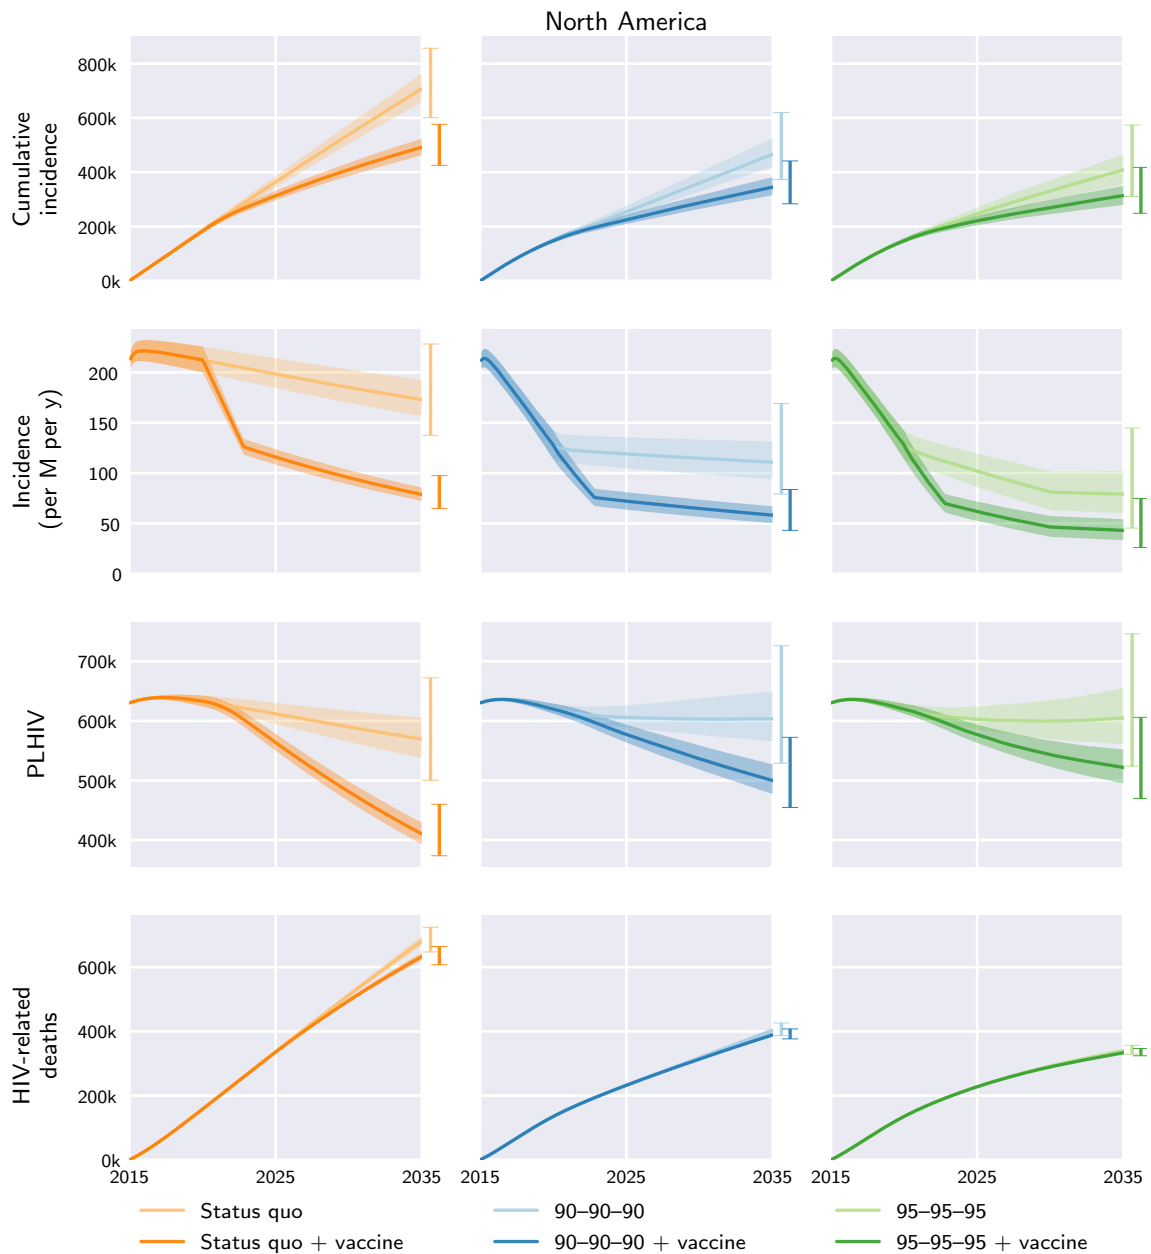 North America
Cumulative
incidence
800k
600k
400k
200k
0k
Incidence
(per M per y)
200
150
100
50
0
PLHIV
700k
600k
500k
400k
HIV-related
deaths
600k
400k
200k
0k
2015 2025 2035
2015 2025 2035
2015 2025 2035
Status quo
Status quo + vaccine
90–90–90
90–90–90 + vaccine
95–95–95
95–95–95 + vaccine